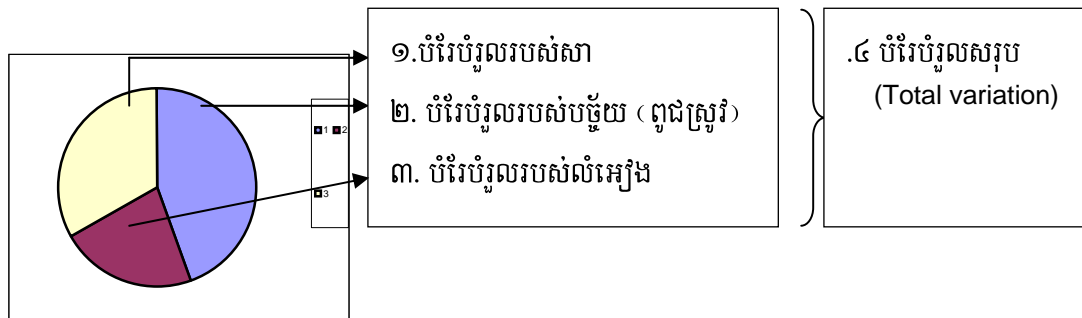 ១.បំរែបំរួលរបស់សា
២. បំរែបំរួលរបស់បច្ច័យ (ពូជស្រូវ)
៣. បំរែបំរួលរបស់លំអៀង
.៤ បំរែបំរួលសរុប
(Total variation)
1 2
3